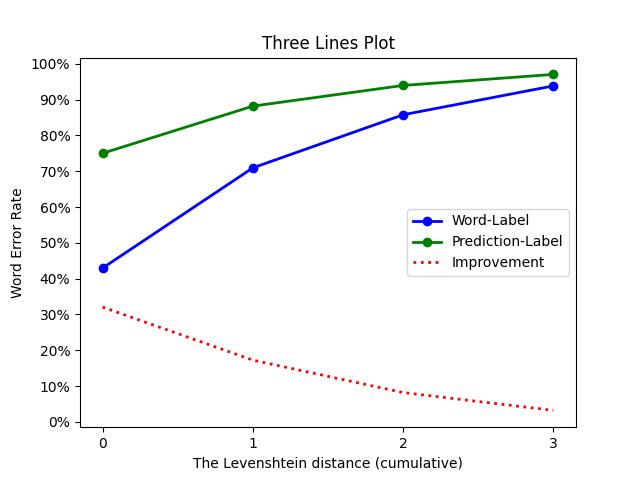 Three Lines Plot
100%
90%
80%
70%
60%
50%
40%
30%
20%
10%
0%
Word Error Rate
Word-Label
Prediction-Label
Improvement
0 1 2 3
The Levenshtein distance (cumulative)